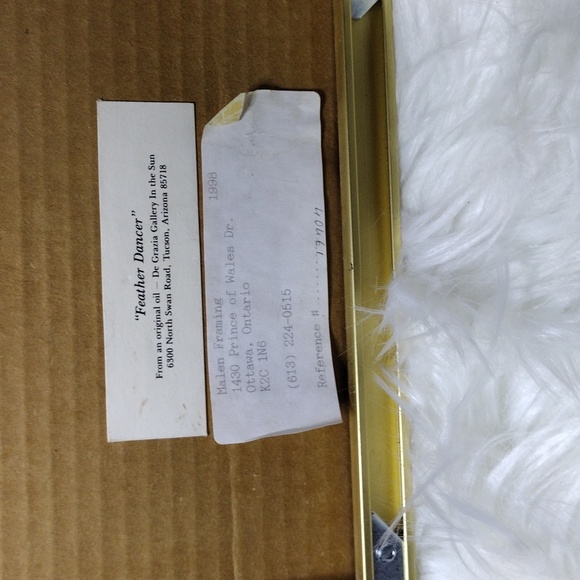 "Feather Dancer"
From an original oil — De Grazia Gallery In the Sun
6300 North Swan Road, Tucson, Arizona 85718
Malen Framing 1998
1430 Prince of Wales Dr.
Ottawa, Ontario
K2C 1N6
(613) 224-0515
Reference #